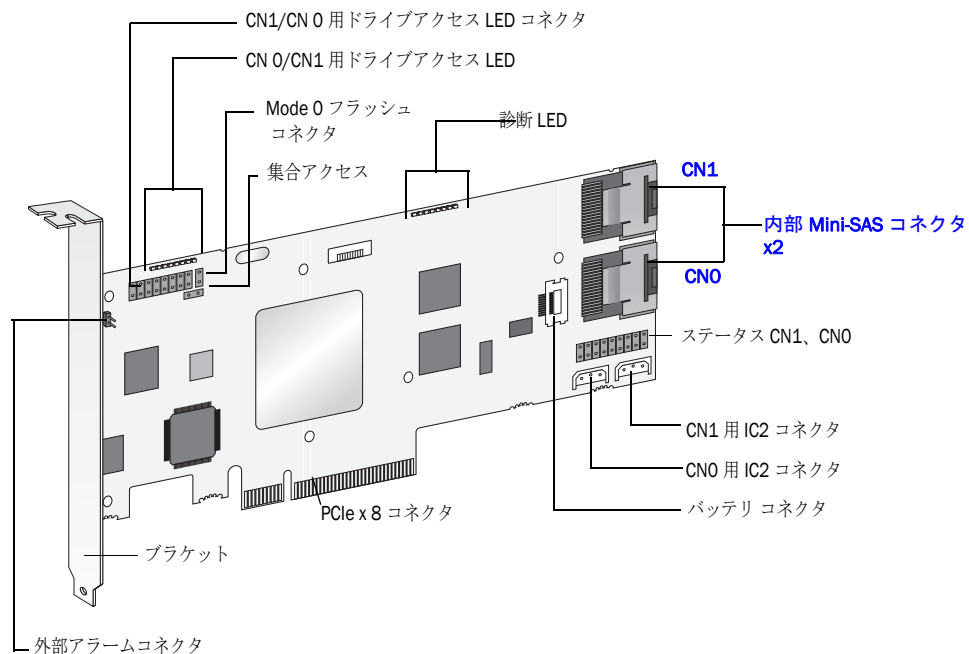 CN1/CN 0 用ドライブアクセス LED コネクタ
CN 0/CN1 用ドライブアクセス LED
Mode 0 フラッシュ
コネクタ
診断 LED
集合アクセス
CN1
内部 Mini-SAS コネクタ
x2
CN0
ステータス CN1、CN0
CN1 用 IC2 コネクタ
CN0 用 IC2 コネクタ
PCIe x 8 コネクタ
バッテリ コネクタ
ブラケット
外部アラームコネクタ